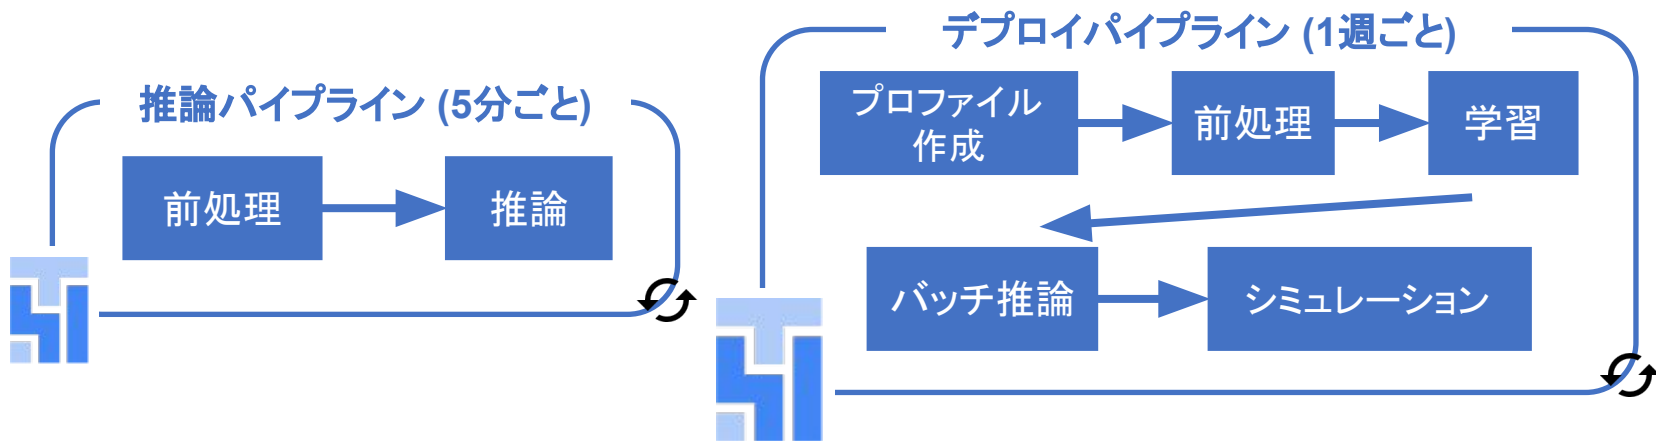 推論パイプライン (5分ごと)
前処理
推論
デプロイパイプライン (1週ごと)
プロファイル
作成
前処理
学習
バッチ推論
シミュレーション